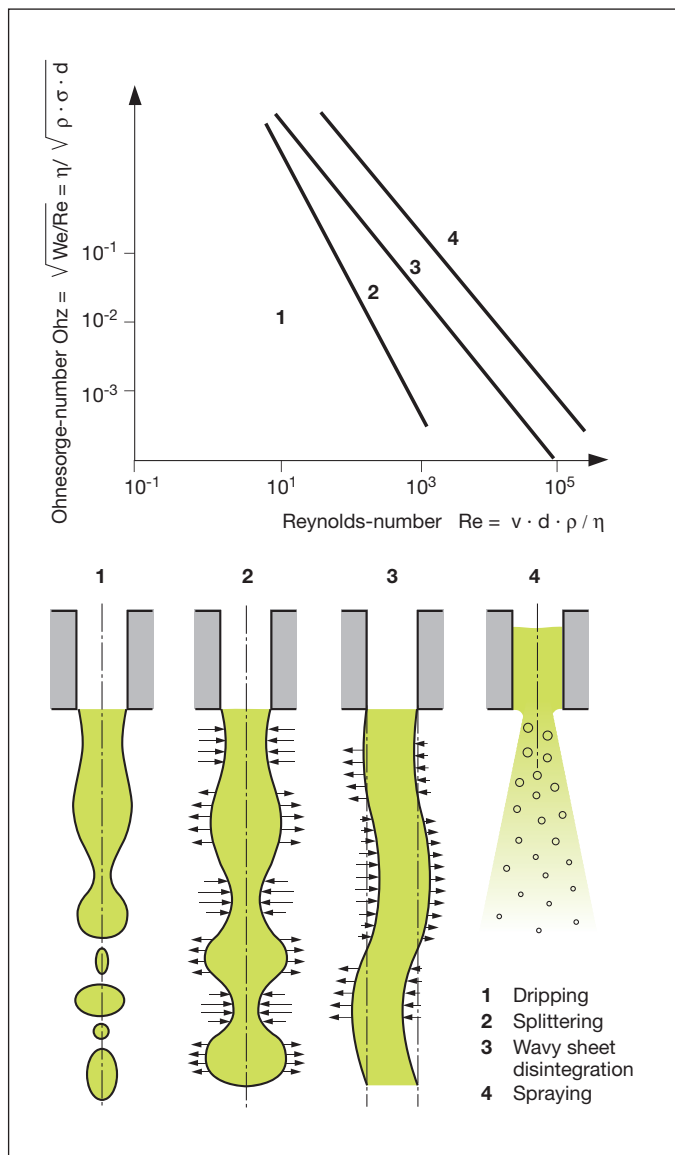 Ohnesorge-number Ohz = √We/Re = η/ √ρ · σ · d
10⁻¹
10⁻²
10⁻³
1
2
3
4
10⁻¹
10¹
10³
10⁵
Reynolds-number Re = v · d · ρ / η
1 2 3 4
1 Dripping
2 Splittering
3 Wavy sheet
disintegration
4 Spraying